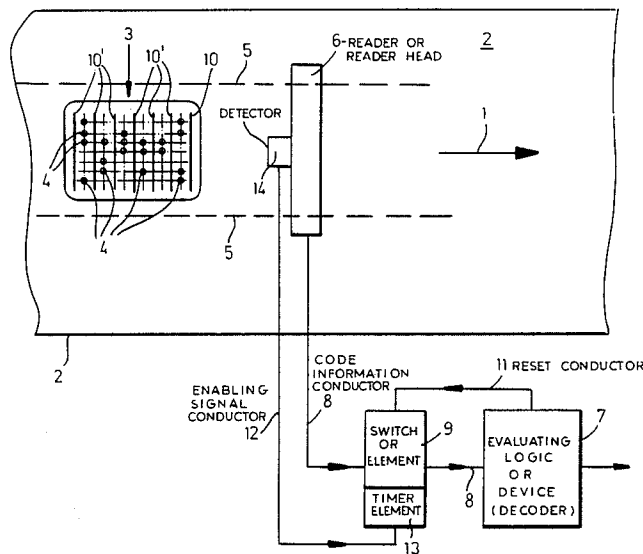 3
10' 10' 10
5
6-READER OR
READER HEAD
2
DETECTOR
14
1
4
4
5
2
ENABLING
SIGNAL
CONDUCTOR
12
CODE
INFORMATION
CONDUCTOR
8
11 RESET CONDUCTOR
SWITCH
OR
ELEMENT
9
TIMER
ELEMENT
13
8
EVALUATING
LOGIC
OR
DEVICE
(DECODER)
7